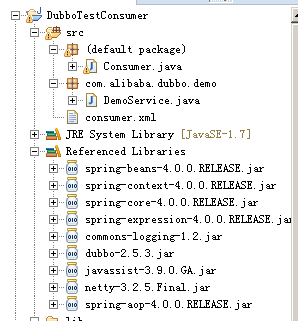 DubboTestConsumer
src
(default package)
Consumer.java
com.alibaba.dubbo.demo
DemoService.java
consumer.xml
JRE System Library [JavaSE-1.7]
Referenced Libraries
spring-beans-4.0.0.RELEASE.jar
spring-context-4.0.0.RELEASE.jar
spring-core-4.0.0.RELEASE.jar
spring-expression-4.0.0.RELEASE.jar
commons-logging-1.2.jar
dubbo-2.5.3.jar
javassist-3.9.0.GA.jar
netty-3.2.5.Final.jar
spring-aop-4.0.0.RELEASE.jar
lib